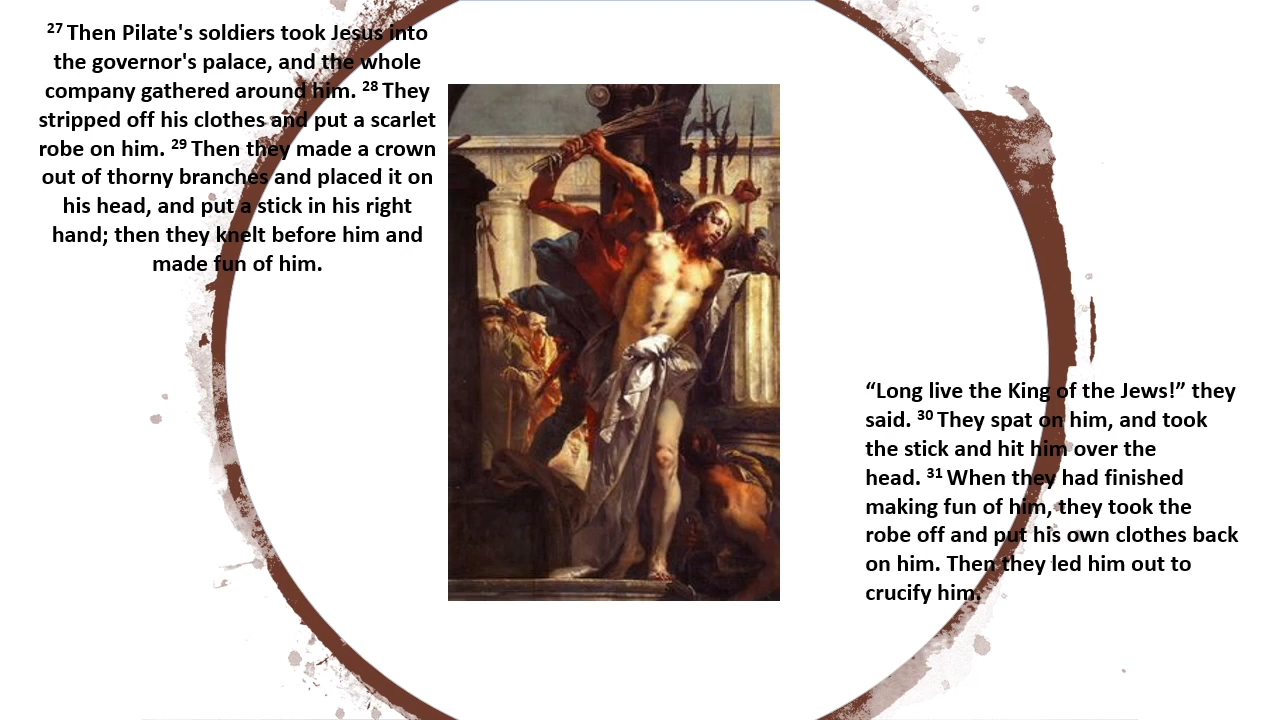 27 Then Pilate's soldiers took Jesus into
the governor's palace, and the whole
company gathered around him. 28 They
stripped off his clothes and put a scarlet
robe on him. 29 Then they made a crown
out of thorny branches and placed it on
his head, and put a stick in his right
hand; then they knelt before him and
made fun of him.
“Long live the King of the Jews!” they
said. 30 They spat on him, and took
the stick and hit him over the
head. 31 When they had finished
making fun of him, they took the
robe off and put his own clothes back
on him. Then they led him out to
crucify him.